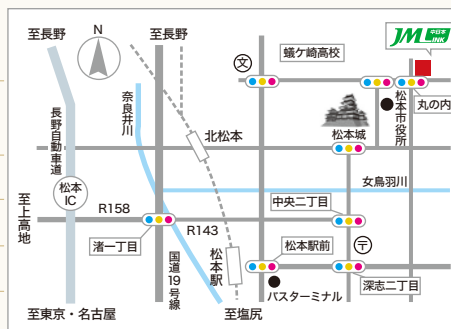 至長野
N
至長野
文
蟻ケ崎高校
JM 中日本 LINK
奈良井川
長野自動車道
北松本
松本城
松本市役所
丸の内
女鳥羽川
松本
IC
至上高地
R158
中央二丁目
渚一丁目
R143
松本駅
松本駅前
〒
国道19号線
バスターミナル
深志二丁目
至東京・名古屋
至塩尻